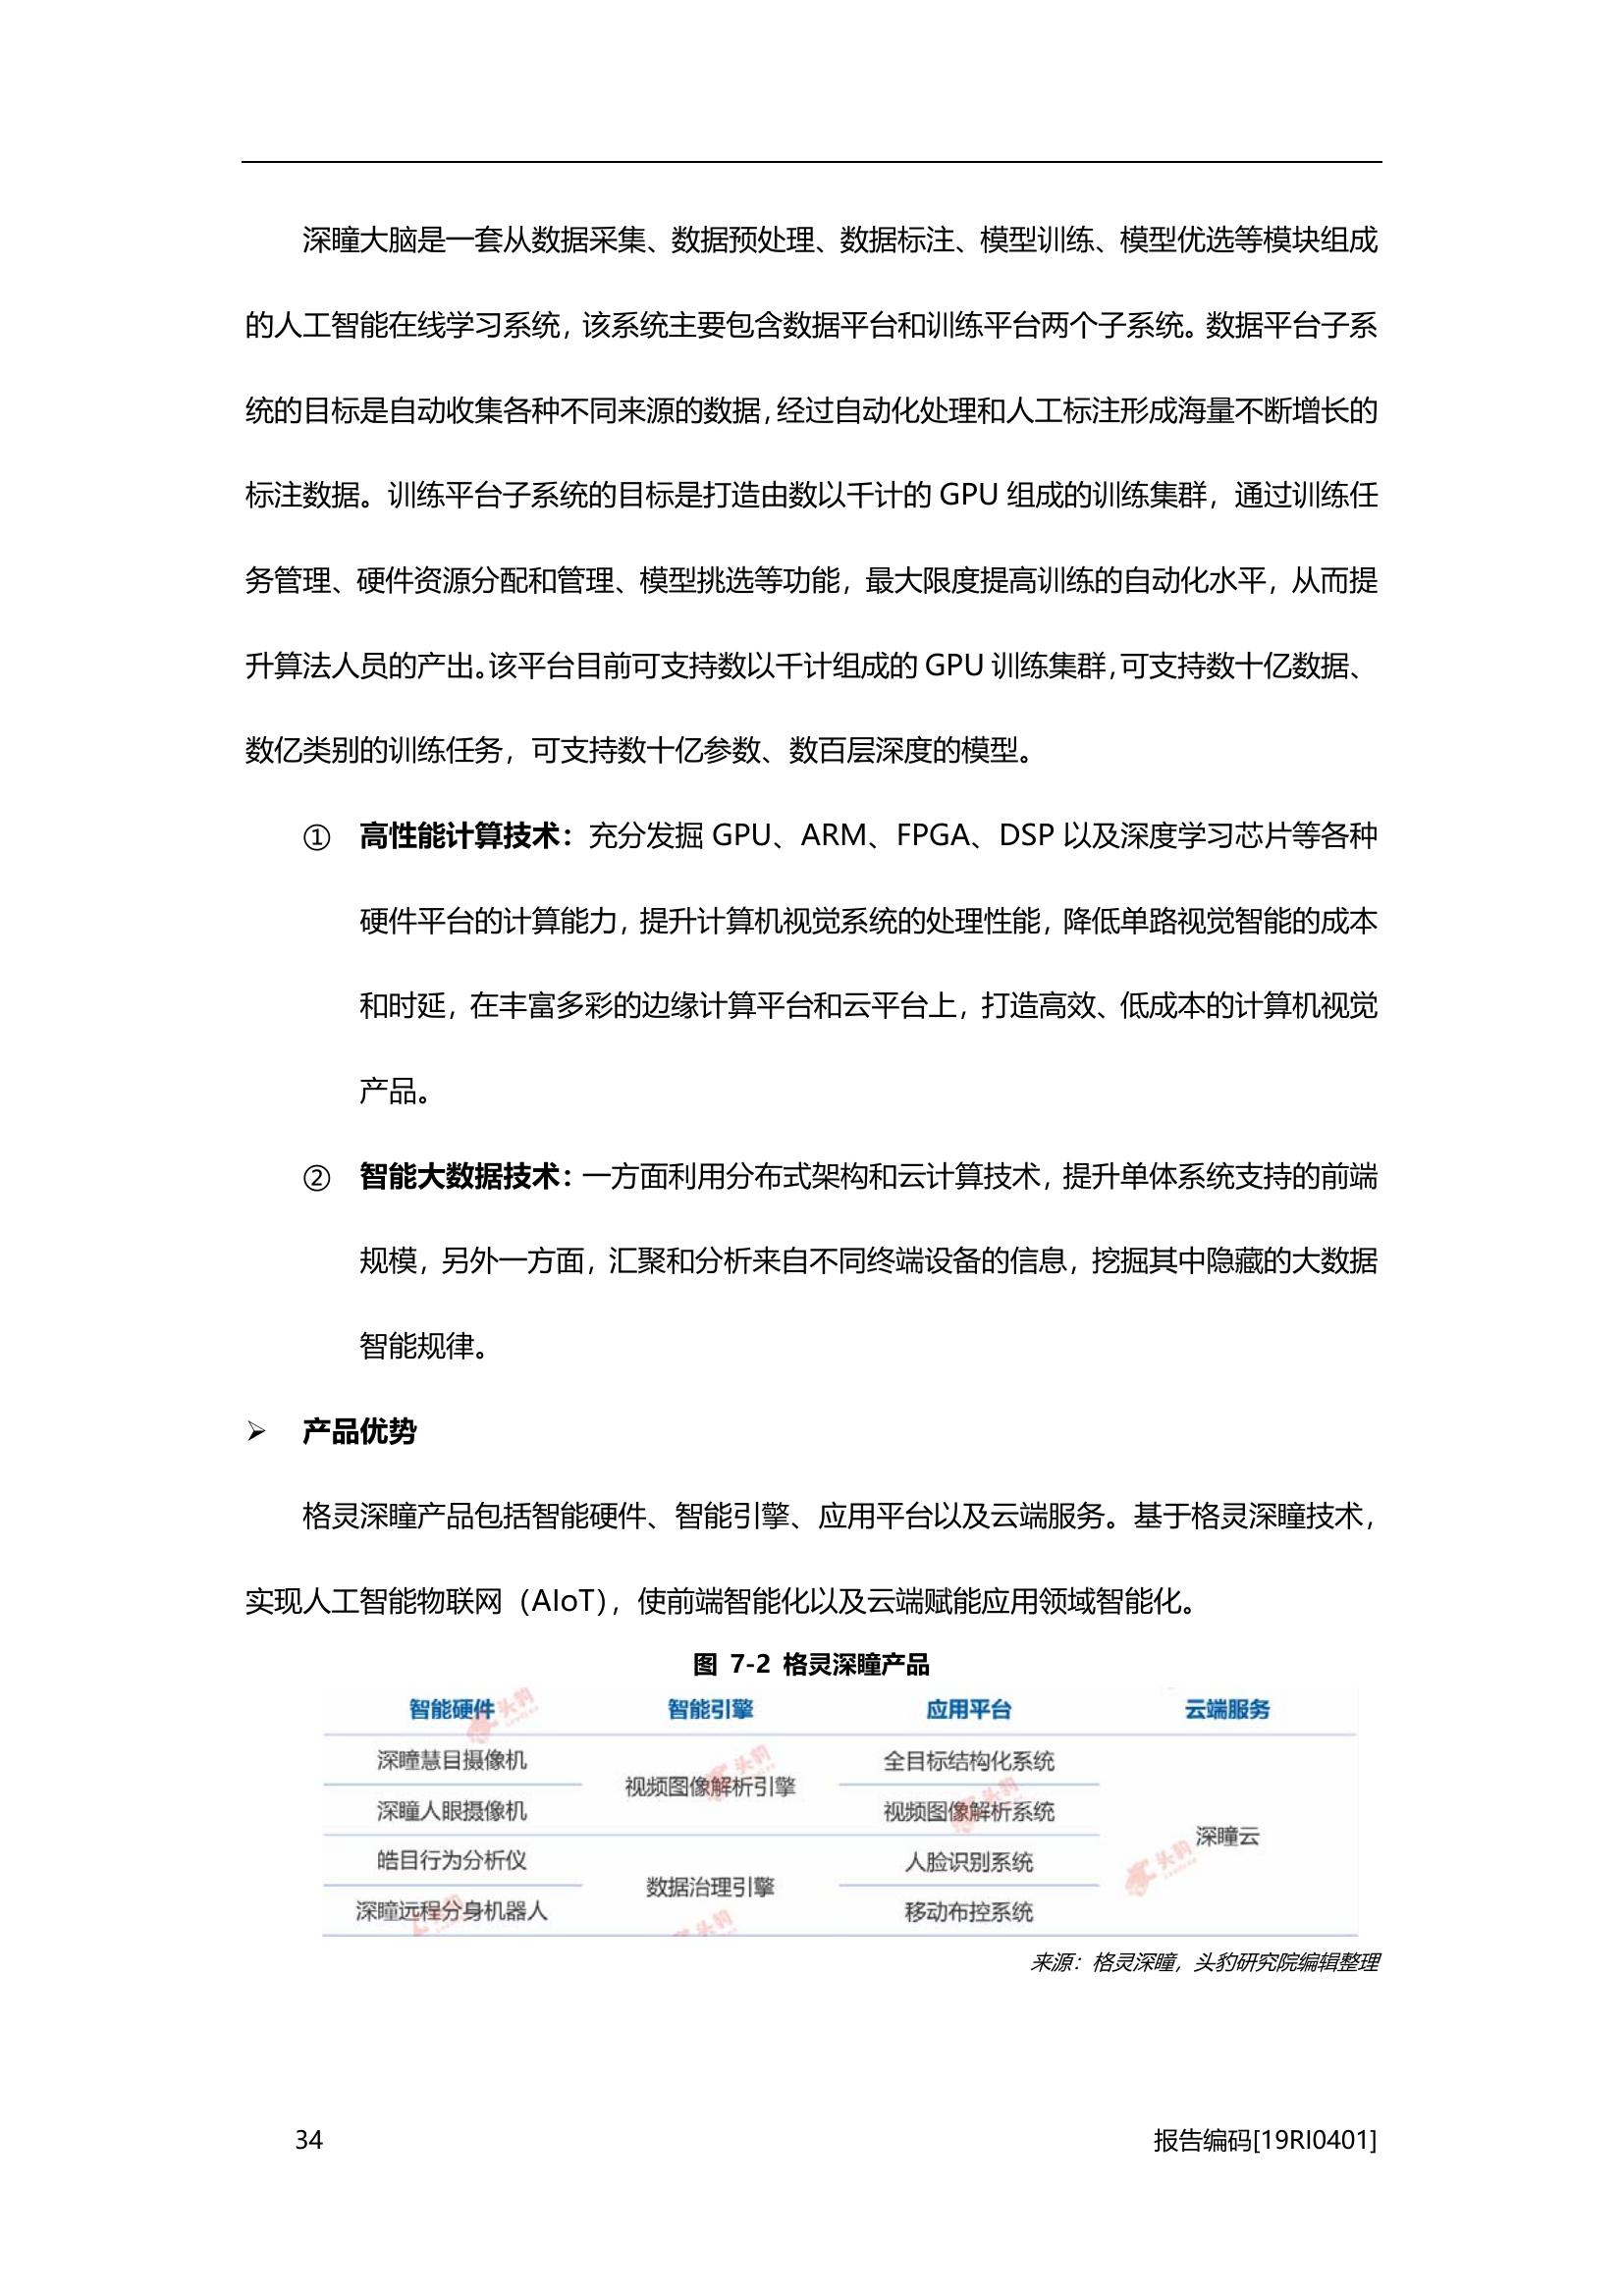 深瞳大脑是一套从数据采集、数据预处理、数据标注、模型训练、模型优选等模块组成
的人工智能在线学习系统，该系统主要包含数据平台和训练平台两个子系统。数据平台子系
统的目标是自动收集各种不同来源的数据，经过自动化处理和人工标注形成海量不断增长的
标注数据。训练平台子系统的目标是打造由数以千计的 GPU 组成的训练集群，通过训练任
务管理、硬件资源分配和管理、模型挑选等功能，最大限度提高训练的自动化水平，从而提
升算法人员的产出。该平台目前可支持数以千计组成的 GPU 训练集群，可支持数十亿数据、
数亿类别的训练任务，可支持数十亿参数、数百层深度的模型。
① 高性能计算技术：充分发掘 GPU、ARM、FPGA、DSP 以及深度学习芯片等各种
硬件平台的计算能力，提升计算机视觉系统的处理性能，降低单路视觉智能的成本
和时延，在丰富多彩的边缘计算平台和云平台上，打造高效、低成本的计算机视觉
产品。
② 智能大数据技术：一方面利用分布式架构和云计算技术，提升单体系统支持的前端
规模，另外一方面，汇聚和分析来自不同终端设备的信息，挖掘其中隐藏的大数据
智能规律。
➢ 产品优势
格灵深瞳产品包括智能硬件、智能引擎、应用平台以及云端服务。基于格灵深瞳技术，
实现人工智能物联网（AIoT），使前端智能化以及云端赋能应用领域智能化。
图 7-2 格灵深瞳产品
智能硬件 智能引擎 应用平台 云端服务
深瞳慧目摄像机 全目标结构化系统
视频图像解析引擎
深瞳人眼摄像机 视频图像解析系统
深瞳云
皓目行为分析仪 人脸识别系统
数据治理引擎
深瞳远程分身机器人 移动布控系统
来源：格灵深瞳，头豹研究院编辑整理
34 报告编码[19RI0401]